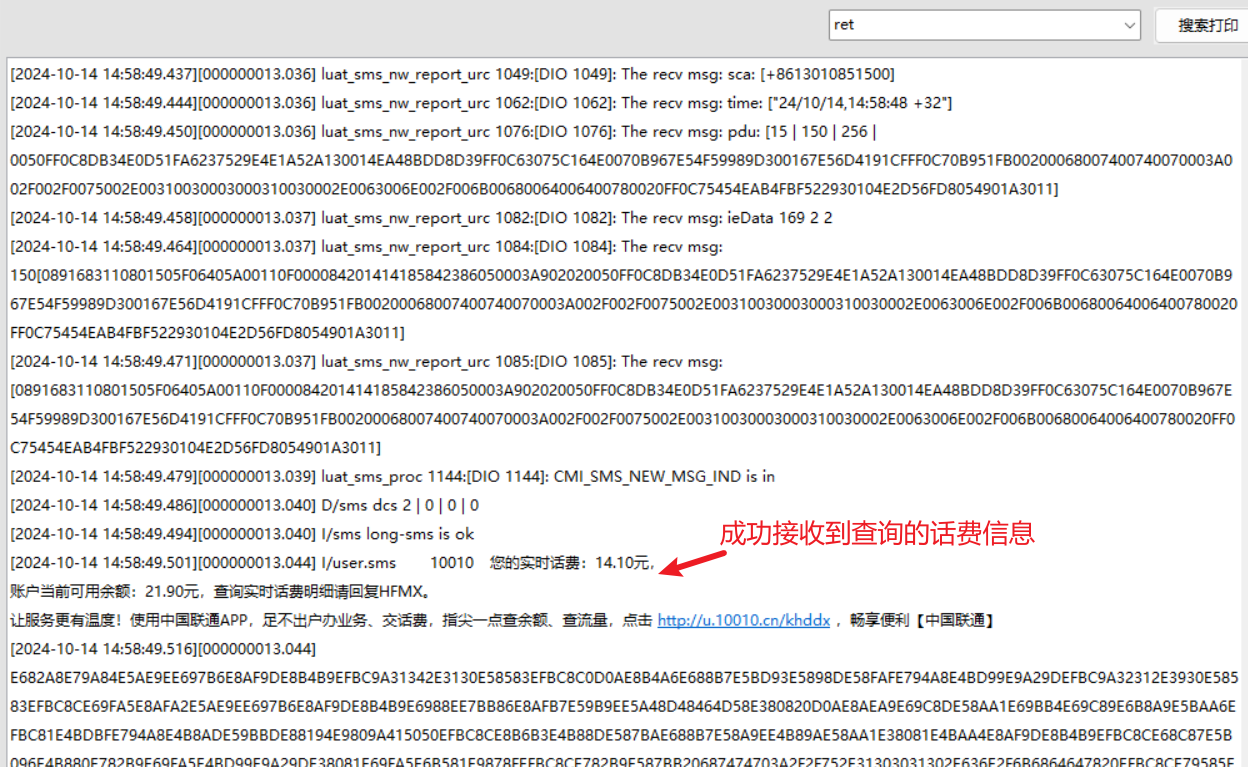 ret
搜索打印
[2024-10-14 14:58:49.437][000000013.036] luat_sms_nw_report_urc 1049:[DIO 1049]: The recv msg: sca: [+8613010851500]
[2024-10-14 14:58:49.444][000000013.036] luat_sms_nw_report_urc 1062:[DIO 1062]: The recv msg: time: ["24/10/14,14:58:48 +32"]
[2024-10-14 14:58:49.450][000000013.036] luat_sms_nw_report_urc 1076:[DIO 1076]: The recv msg: pdu: [15 | 150 | 256 |
0050FF0C8DB34E0D51FA6237529E4E1A52A130014EA48BDD8D39FF0C63075C164E0070B967E54F59989D300167E56D4191CFFF0C70B951FB00200068007400740070003A0
02F002F0075002E00310030003000310030002E0063006E002F006B00680064006400780020FF0C75454EAB4FBF522930104E2D56FD8054901A3011]
[2024-10-14 14:58:49.458][000000013.037] luat_sms_nw_report_urc 1082:[DIO 1082]: The recv msg: ieData 169 2 2
[2024-10-14 14:58:49.464][000000013.037] luat_sms_nw_report_urc 1084:[DIO 1084]: The recv msg:
150[0891683110801505F06405A00110F000084201414185842386050003A902020050FF0C8DB34E0D51FA6237529E4E1A52A130014EA48BDD8D39FF0C63075C164E0070B9
67E54F59989D300167E56D4191CFFF0C70B951FB00200068007400740070003A002F002F0075002E00310030003000310030002E0063006E002F006B00680064006400780020
FF0C75454EAB4FBF522930104E2D56FD8054901A3011]
[2024-10-14 14:58:49.471][000000013.037] luat_sms_nw_report_urc 1085:[DIO 1085]: The recv msg:
[0891683110801505F06405A00110F000084201414185842386050003A902020050FF0C8DB34E0D51FA6237529E4E1A52A130014EA48BDD8D39FF0C63075C164E0070B967E
54F59989D300167E56D4191CFFF0C70B951FB00200068007400740070003A002F002F0075002E00310030003000310030002E0063006E002F006B00680064006400780020FF0
C75454EAB4FBF522930104E2D56FD8054901A3011]
[2024-10-14 14:58:49.479][000000013.039] luat_sms_proc 1144:[DIO 1144]: CMI_SMS_NEW_MSG_IND is in
[2024-10-14 14:58:49.486][000000013.040] D/sms dcs 2 | 0 | 0 | 0
[2024-10-14 14:58:49.494][000000013.040] I/sms long-sms is ok
成功接收到查询的话费信息
[2024-10-14 14:58:49.501][000000013.044] I/user.sms 10010 您的实时话费：14.10元，
账户当前可用余额：21.90元，查询实时话费明细请回复HFMX。
让服务更有温度！使用中国联通APP，足不出户办业务、交话费，指尖一点查余额、查流量，点击 http://u.10010.cn/khddx ，畅享便利【中国联通】
[2024-10-14 14:58:49.516][000000013.044]
E682A8E79A84E5AE9EE697B6E8AF9DE8B4B9EFBC9A31342E3130E58583EFBC8C0D0AE8B4A6E688B7E5BD93E5898DE58FAFE794A8E4BD99E9A29DEFBC9A32312E3930E585
83EFBC8CE69FA5E8AFA2E5AE9EE697B6E8AF9DE8B4B9E6988EE7BB86E8AFB7E59B9EE5A48D48464D58E380820D0AE8AEA9E69C8DE58AA1E69BB4E69C89E6B8A9E5BAA6E
FBC81E4BDBFE794A8E4B8ADE59BBDE88194E9809A415050EFBC8CE8B6B3E4B88DE587BAE688B7E58A9EE4B89AE58AA1E38081E4BAA4E8AF9DE8B4B9EFBC8CE68C87E5B